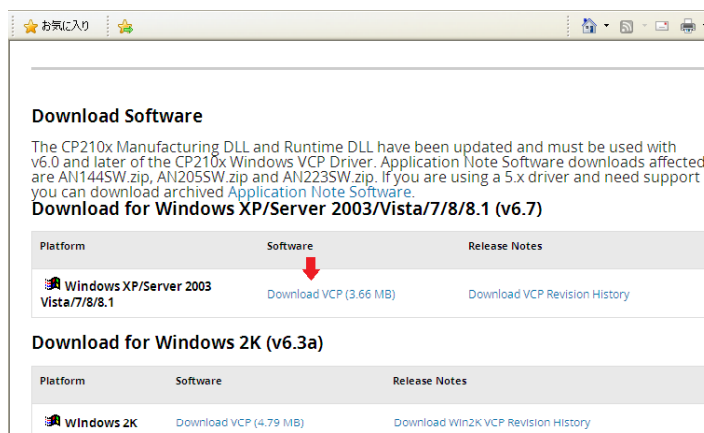 お気に入り
Download Software
The CP210x Manufacturing DLL and Runtime DLL have been updated and must be used with
v6.0 and later of the CP210x Windows VCP Driver. Application Note Software downloads affected
are AN144SW.zip, AN205SW.zip and AN223SW.zip. If you are using a 5.x driver and need support
you can download archived Application Note Software.
Download for Windows XP/Server 2003/Vista/7/8/8.1 (v6.7)
Platform Software Release Notes
Windows XP/Server 2003
Vista/7/8/8.1 Download VCP (3.66 MB) Download VCP Revision History
Download for Windows 2K (v6.3a)
Platform Software Release Notes
Windows 2K Download VCP (4.79 MB) Download Win2K VCP Revision History